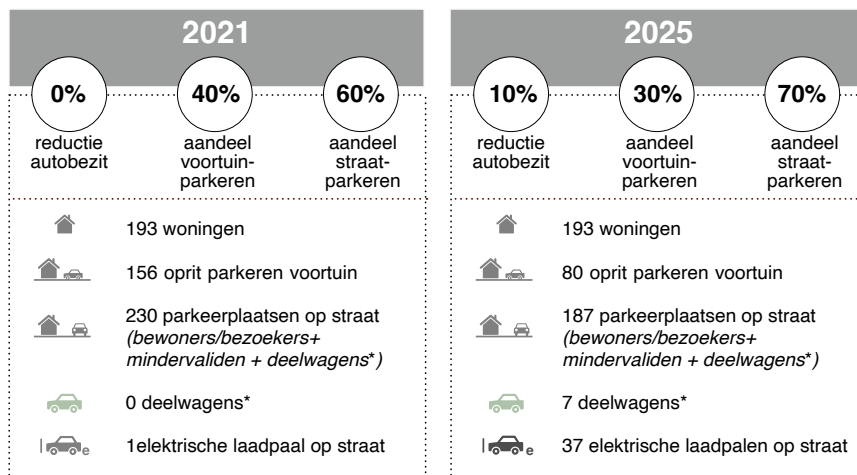 2021
0%
40%
60%
reductie
autobezit
aandeel
voortuin-
parkeren
aandeel
straat-
parkeren
193 woningen
156 oprit parkeren voortuin
230 parkeerplaatsen op straat
(bewoners/bezoekers+
mindervaliden + deelwagens*)
0 deelwagens*
e
1elektrische laadpaal op straat
2025
10%
30%
70%
reductie
autobezit
aandeel
voortuin-
parkeren
aandeel
straat-
parkeren
193 woningen
80 oprit parkeren voortuin
187 parkeerplaatsen op straat
(bewoners/bezoekers+
mindervaliden + deelwagens*)
7 deelwagens*
e
37 elektrische laadpalen op straat